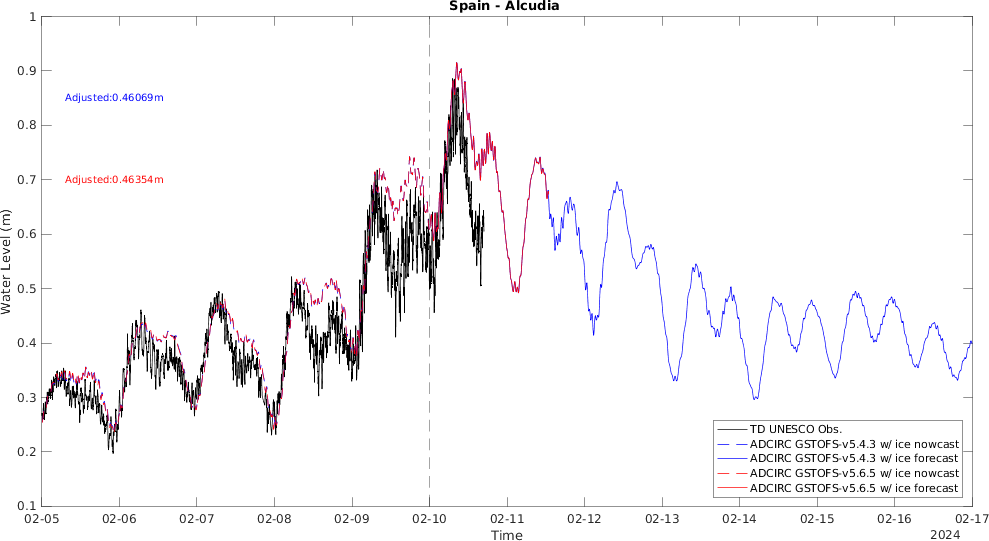 Spain - Alcudia
1
0.9
0.8
0.7
0.6
0.5
0.4
0.3
0.2
0.1
Water Level (m)
Adjusted:0.46069m
Adjusted:0.46354m
TD UNESCO Obs.
ADCIRC GSTOFS-v5.4.3 w/ ice nowcast
ADCIRC GSTOFS-v5.4.3 w/ ice forecast
ADCIRC GSTOFS-v5.6.5 w/ ice nowcast
ADCIRC GSTOFS-v5.6.5 w/ ice forecast
02-05 02-06 02-07 02-08 02-09 02-10 02-11 02-12 02-13 02-14 02-15 02-16 02-17
Time
2024